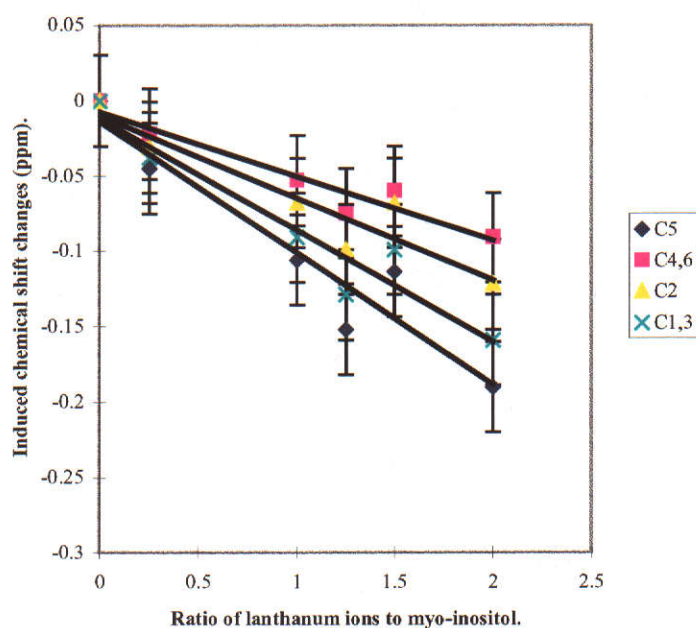 0.05
0
-0.05
-0.1
-0.15
-0.2
-0.25
-0.3
Induced chemical shift changes (ppm).
0
0.5
1
1.5
2
2.5
Ratio of lanthanum ions to myo-inositol.
C5
C4,6
C2
C1,3